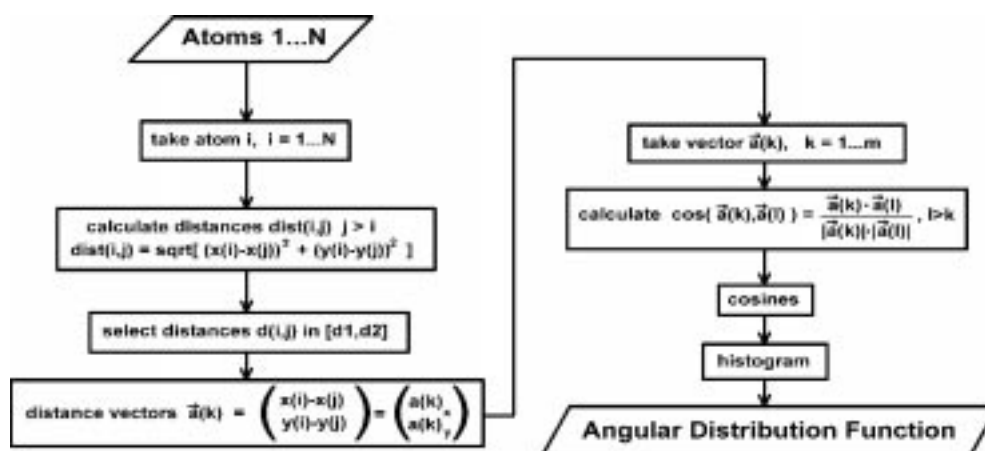 Atoms 1...N
take atom i, i = 1...N
calculate distances dist(i,j) j > i
dist(i,j) = sqrt[ (x(i)-x(j))² + (y(i)-y(j))² ]
select distances d(i,j) in [d1,d2]
distance vectors a⃗(k) = (x(i)-x(j) y(i)-y(j)) = (a(k)ₓ a(k)_y)
take vector a⃗(k), k = 1...m
calculate cos( a⃗(k),a⃗(l) ) = a⃗(k)·a⃗(l) / |a⃗(k)|·|a⃗(l)| , l>k
cosines
histogram
Angular Distribution Function